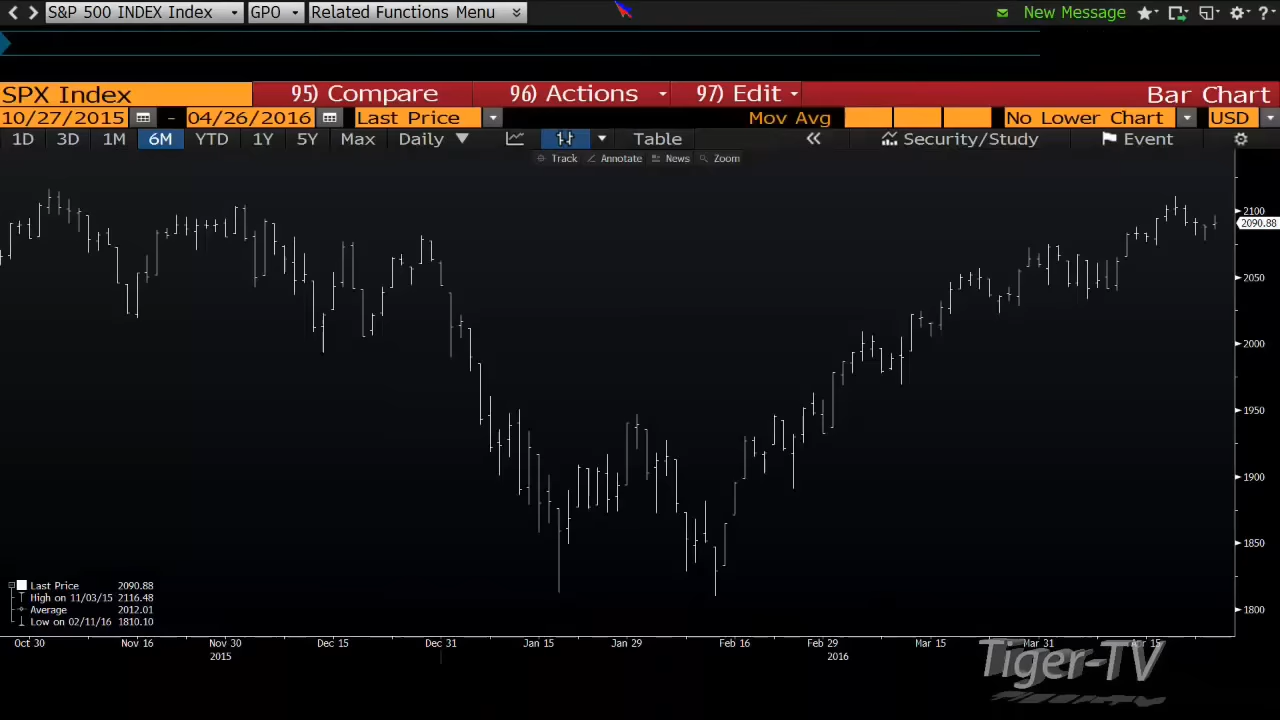 S&P 500 INDEX Index GPO Related Functions Menu New Message ?
SPX Index 95) Compare 96) Actions 97) Edit Bar Chart
10/27/2015 - 04/26/2016 Last Price Mov Avg No Lower Chart USD
1D 3D 1M 6M YTD 1Y 5Y Max Daily Table « Security/Study Event
Track Annotate News Zoom
2100
2090.88
2050
2000
1950
1900
1850
1800
Last Price 2090.88
High on 11/03/15 2116.48
Average 2012.01
Low on 02/11/16 1810.10
Oct 30 Nov 16 Nov 30 Dec 15 Dec 31 Jan 15 Jan 29 Feb 16 Feb 29 Mar 15 Mar 31 Apr 15
2015 2016
Tiger-TV